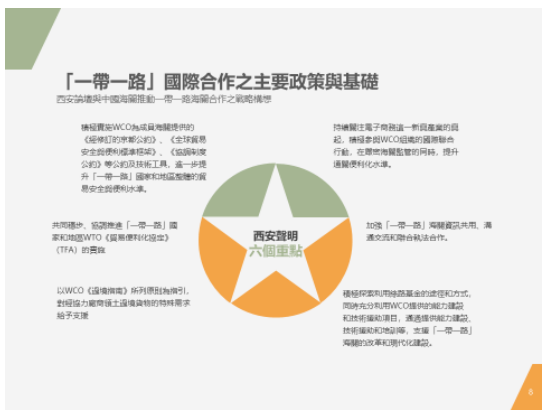 「一帶一路」國際合作之主要政策與基礎
西安論壇與中國海關推動一帶一路海關合作之戰略構想
積極實施WCO為成員海關提供的
《經修訂的京都公約》、《全球貿易
安全與便利標準框架》、《伊斯坦堡
公約》等公約及技術工具，進一步提
升「一帶一路」國家和地區整體的貿
易安全與便利水準。
持續關注電子商務這一新興產業的興
起，積極參與WCO組織的國際聯合
行動，在釋
海關監管的同時，提升
通關便利化水準。
共同穩步、協調推進「一帶一路」國
家和地區WTO《貿易便利化協定》
（TFA）的實施
西安聲明
六個重點
加強「一帶一路」海關資訊共用、溝
通交流和聯合執法合作。
以WCO《過境指南》所列原則為指引，
對經協力廠商領土過境貨物的特殊需求
給予支援
積極探索利用絲路基金的途徑和方式，
同時充分利用WCO提供的能力建設
和技術援助項目，通過提供能力建設、
技術援助和培訓等，支援「一帶一路」
海關的改革和現代化建設。